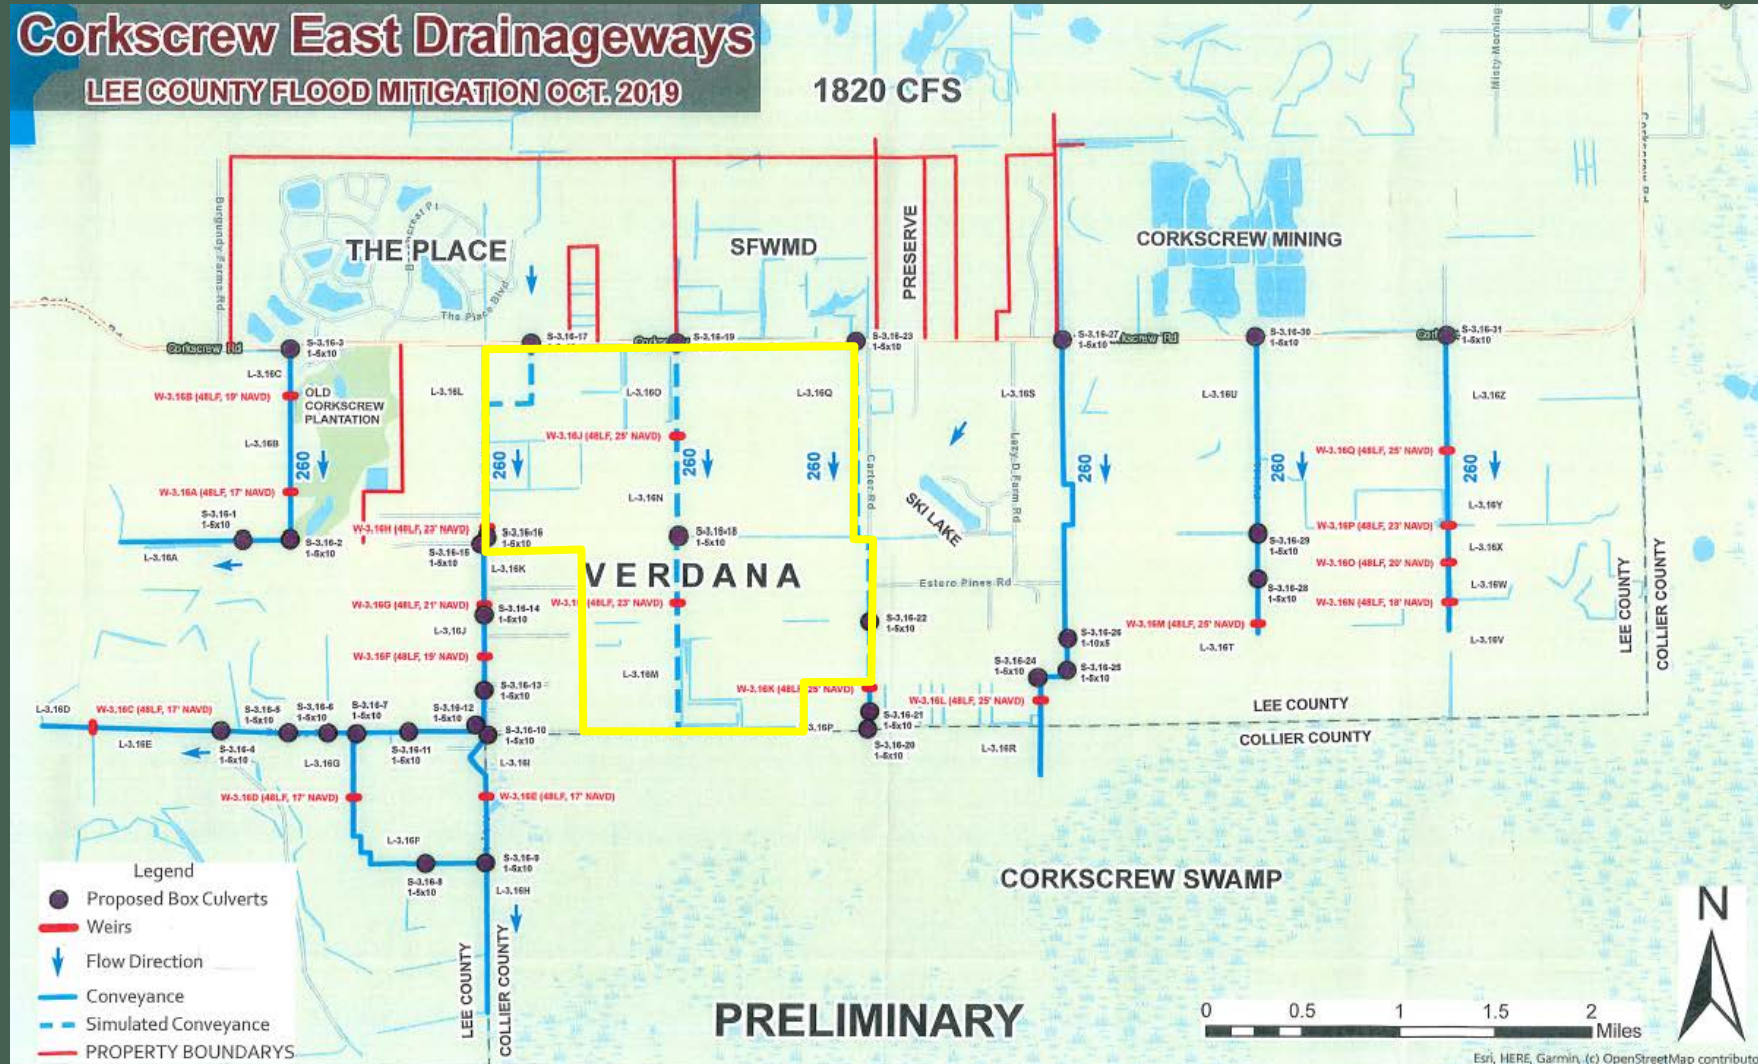 Corkscrew East Drainageways
LEE COUNTY FLOOD MITIGATION OCT. 2019
1820 CFS
Misty Morning
Burgundy Farms Rd
THE PLACE
The Place Blvd
SFWMD
PRESERVE
CORKSCREW MINING
Corkscrew Rd
S-3.16-3
1-5x10
S-3.16-17
S-3.16-19
S-3.16-23
1-5x10
S-3.16-27
1-5x10
kscrew Rd
S-3.16-30
1-5x10
S-3.16-31
1-5x10
L-3.16C
W-3.16B (48LF, 19' NAVD)
OLD
CORKSCREW
PLANTATION
L-3.16L
L-3.16O
L-3.16Q
L-3.16S
L-3.16U
L-3.16Z
L-3.16B
W-3.16J (48LF, 25' NAVD)
W-3.16Q (48LF, 25' NAVD)
260
260
260
260
260
260
260
Carter Rd
Lazy D Farm Rd
W-3.16A (48LF, 17' NAVD)
L-3.16N
SKI LAKE
L-3.16Y
S-3.16-1
1-5x10
S-3.16-2
1-5x10
W-3.16H (48LF, 23' NAVD)
S-3.16-16
1-5x10
S-3.16-15
1-5x10
S-3.16-18
1-5x10
S-3.16-29
1-5x10
W-3.16P (48LF, 23' NAVD)
L-3.16X
L-3.16A
L-3.16K
VERDANA
Estero Pines Rd
S-3.16-28
1-5x10
W-3.16O (48LF, 20' NAVD)
L-3.16W
W-3.16G (48LF, 21' NAVD)
S-3.16-14
1-5x10
(48LF, 23' NAVD)
W-3.16N (48LF, 18' NAVD)
LEE COUNTY
COLLIER COUNTY
L-3.16J
S-3.16-22
1-5x10
W-3.16M (48LF, 25' NAVD)
S-3.16-26
1-10x5
L-3.16T
L-3.16V
W-3.16F (48LF, 19' NAVD)
L-3.16M
S-3.16-24
1-5x10
S-3.16-25
1-5x10
S-3.16-13
1-5x10
W-3.16K (48LF, 25' NAVD)
W-3.16L (48LF, 25' NAVD)
LEE COUNTY
COLLIER COUNTY
L-3.16D
W-3.16C (48LF, 17' NAVD)
S-3.16-5
1-5x10
S-3.16-6
1-5x10
S-3.16-7
1-5x10
S-3.16-12
1-5x10
S-3.16-10
1-5x10
3.16P
S-3.16-21
1-5x10
S-3.16-20
1-5x10
L-3.16R
L-3.16E
S-3.16-4
1-5x10
L-3.16G
S-3.16-11
1-5x10
L-3.16I
W-3.16D (48LF, 17' NAVD)
W-3.16E (48LF, 17' NAVD)
L-3.16F
S-3.16-8
1-5x10
S-3.16-9
1-5x10
L-3.16H
CORKSCREW SWAMP
LEE COUNTY
COLLIER COUNTY
Legend
Proposed Box Culverts
Weirs
Flow Direction
Conveyance
Simulated Conveyance
PROPERTY BOUNDARYS
PRELIMINARY
N
0 0.5 1 1.5 2
Miles
Esri, HERE, Garmin, (c) OpenStreetMap contributo